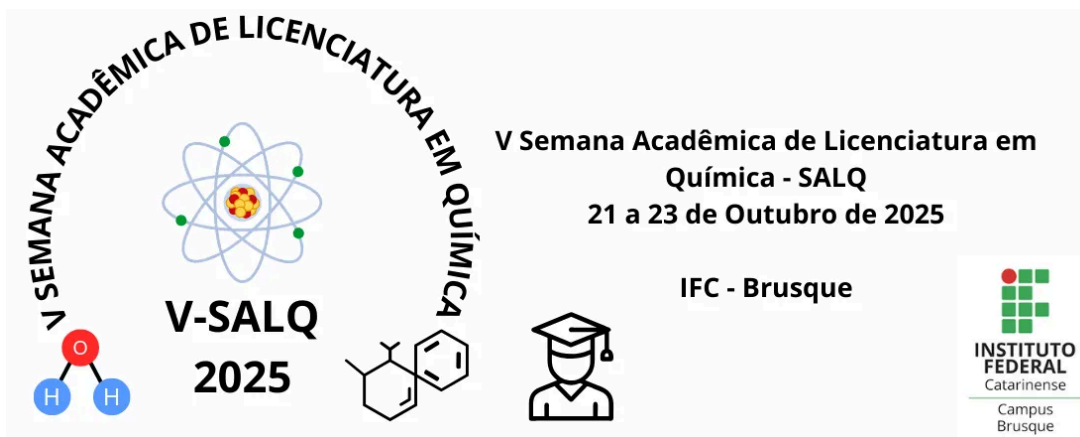 V SEMANA ACADÊMICA DE LICENCIATURA EM QUÍMICA
V-SALQ
2025
O
H H
V Semana Acadêmica de Licenciatura em
Química - SALQ
21 a 23 de Outubro de 2025
IFC - Brusque
INSTITUTO
FEDERAL
Catarinense
Campus
Brusque